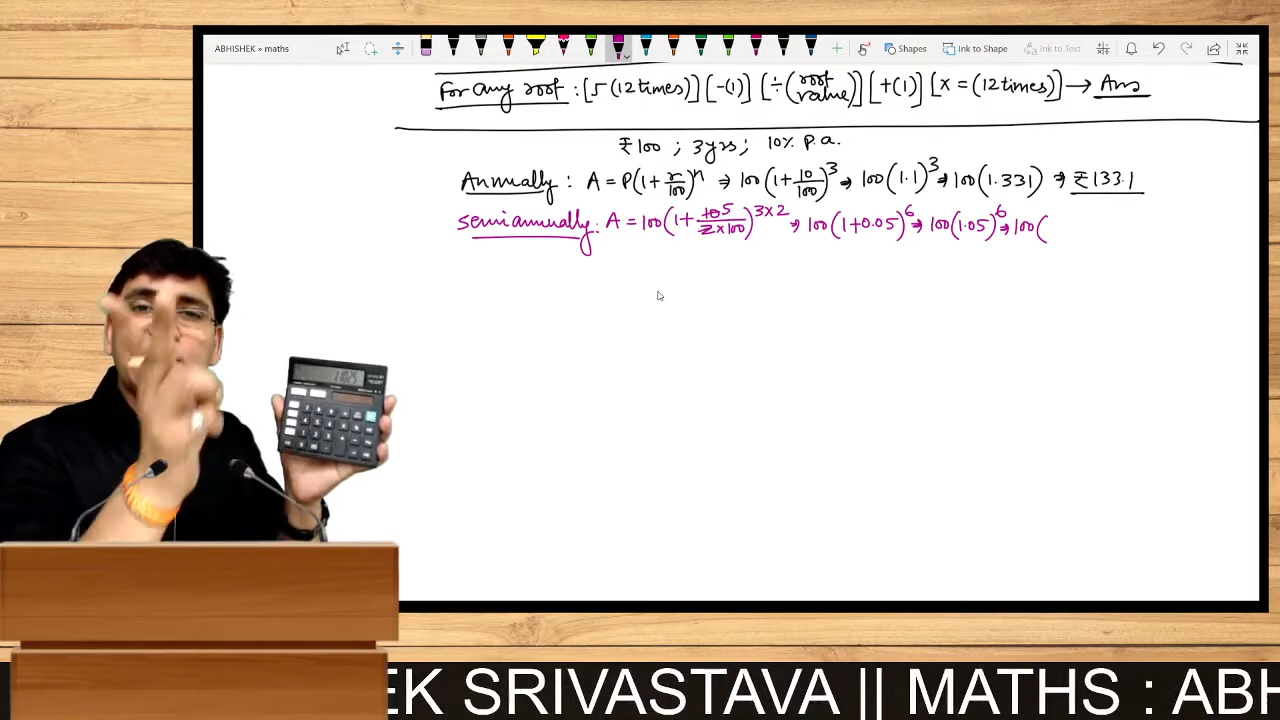 ABHISHEK » maths
Shapes Ink to Shape Ink to Text
For any root : [√ (12 times)] [-(1)] [÷(root value)] [+(1)] [x = (12 times)] → Ans
₹100 ; 3yrs ; 10% p.a.
Annually : A = P(1+r/100)^n ⇒ 100(1+10/100)^3 ⇒ 100(1.1)^3 ⇒ 100(1.331) ⇒ ₹133.1
Semiannually : A = 100(1+10 5/2×100)^3×2 ⇒ 100(1+0.05)^6 ⇒ 100(1.05)^6 ⇒ 100(
EK SRIVASTAVA || MATHS : ABH